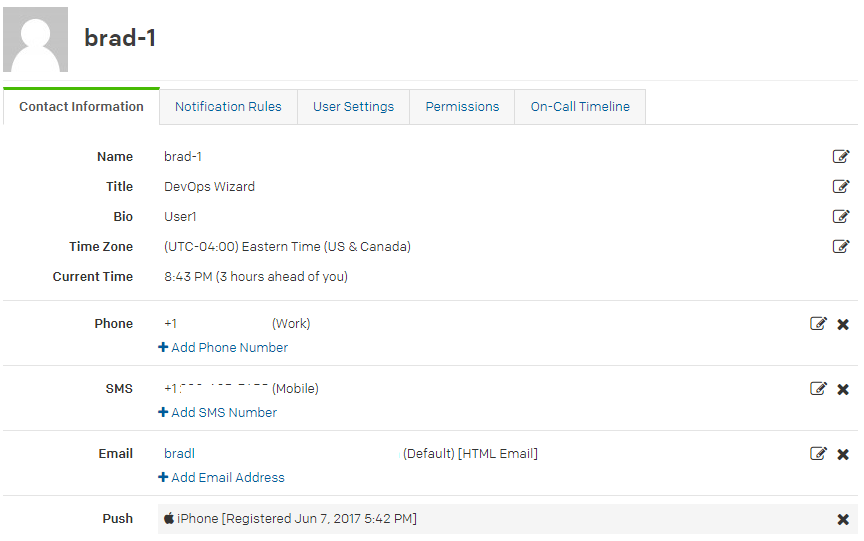 brad-1
Contact Information Notification Rules User Settings Permissions On-Call Timeline
Name brad-1
Title DevOps Wizard
Bio User1
Time Zone (UTC-04:00) Eastern Time (US & Canada)
Current Time 8:43 PM (3 hours ahead of you)
Phone +1 (Work)
+ Add Phone Number
SMS +1 (Mobile)
+ Add SMS Number
Email bradl (Default) [HTML Email]
+ Add Email Address
Push iPhone [Registered Jun 7, 2017 5:42 PM]